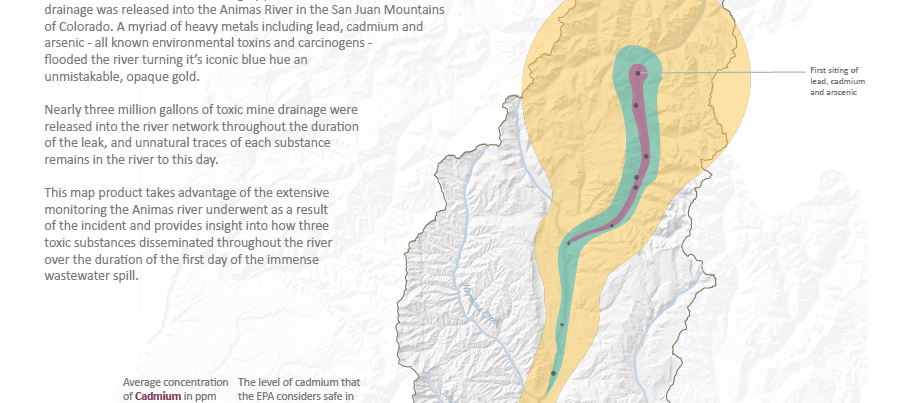 drainage was released into the Animas River in the San Juan Mountains
of Colorado. A myriad of heavy metals including lead, cadmium and
arsenic - all known environmental toxins and carcinogens -
flooded the river turning it's iconic blue hue an
unmistakable, opaque gold.
Nearly three million gallons of toxic mine drainage were
released into the river network throughout the duration
of the leak, and unnatural traces of each substance
remains in the river to this day.
This map product takes advantage of the extensive
monitoring the Animas river underwent as a result
of the incident and provides insight into how three
toxic substances disseminated throughout the river
over the duration of the first day of the immense
wastewater spill.
First siting of
lead, cadmium
and arscenic
Average concentration
of Cadmium in ppm
The level of cadmium that
the EPA considers safe in